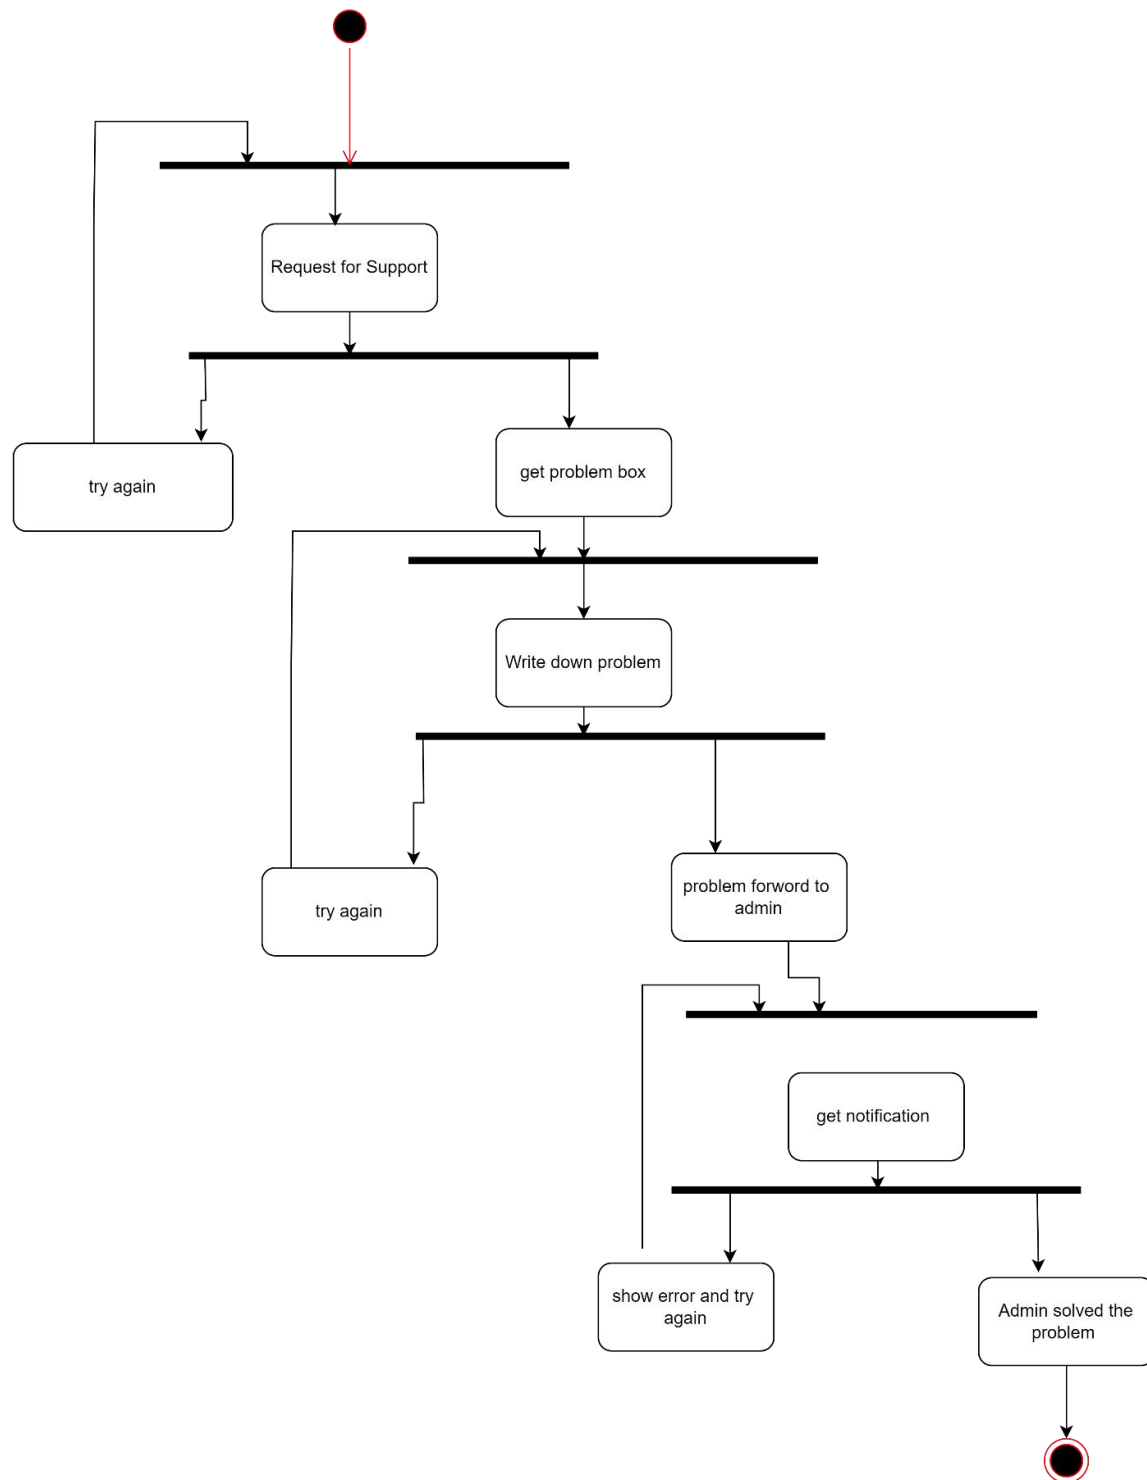 Request for Support
try again
get problem box
Write down problem
problem forword to
admin
try again
get notification
show error and try
again
Admin solved the
problem